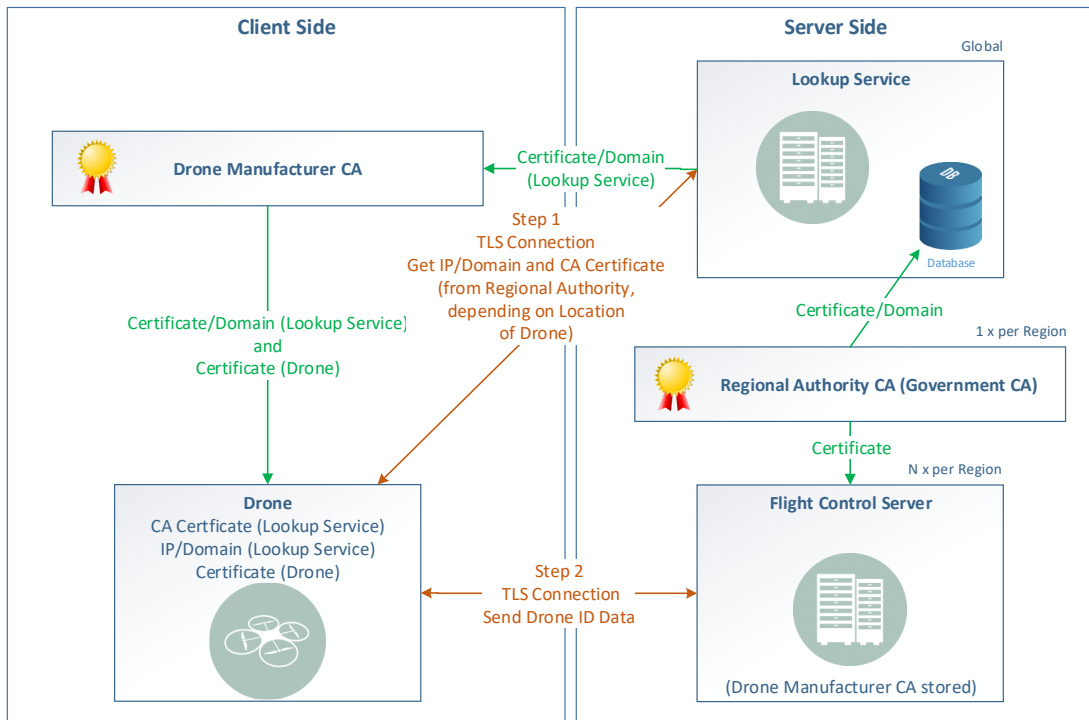 Client Side
Server Side
Global
Lookup Service
DB
Database
Drone Manufacturer CA
Certificate/Domain
(Lookup Service)
Step 1
TLS Connection
Get IP/Domain and CA Certificate
(from Regional Authority,
depending on Location
of Drone)
Certificate/Domain (Lookup Service)
and
Certificate (Drone)
Certificate/Domain
1 x per Region
Regional Authority CA (Government CA)
Certificate
N x per Region
Drone
CA Certficate (Lookup Service)
IP/Domain (Lookup Service)
Certificate (Drone)
Step 2
TLS Connection
Send Drone ID Data
Flight Control Server
(Drone Manufacturer CA stored)